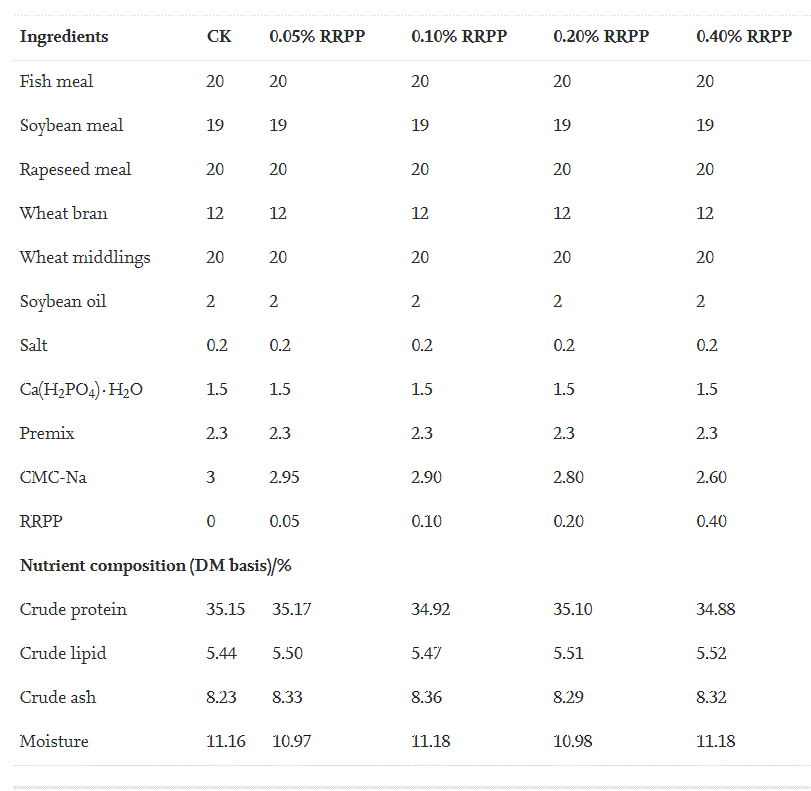 Ingredients CK 0.05% RRPP 0.10% RRPP 0.20% RRPP 0.40% RRPP
Fish meal 20 20 20 20 20
Soybean meal 19 19 19 19 19
Rapeseed meal 20 20 20 20 20
Wheat bran 12 12 12 12 12
Wheat middlings 20 20 20 20 20
Soybean oil 2 2 2 2 2
Salt 0.2 0.2 0.2 0.2 0.2
Ca(H₂PO₄)·H₂O 1.5 1.5 1.5 1.5 1.5
Premix 2.3 2.3 2.3 2.3 2.3
CMC-Na 3 2.95 2.90 2.80 2.60
RRPP 0 0.05 0.10 0.20 0.40
Nutrient composition (DM basis)/%
Crude protein 35.15 35.17 34.92 35.10 34.88
Crude lipid 5.44 5.50 5.47 5.51 5.52
Crude ash 8.23 8.33 8.36 8.29 8.32
Moisture 11.16 10.97 11.18 10.98 11.18